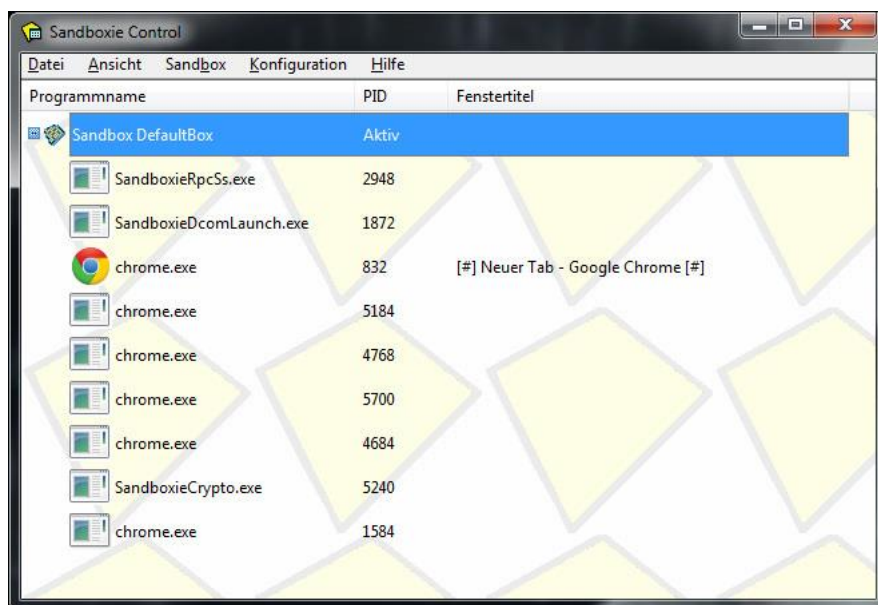 Sandboxie Control
Datei Ansicht Sandbox Konfiguration Hilfe
Programmname PID Fenstertitel
Sandbox DefaultBox Aktiv
SandboxieRpcSs.exe 2948
SandboxieDcomLaunch.exe 1872
chrome.exe 832 [#] Neuer Tab - Google Chrome [#]
chrome.exe 5184
chrome.exe 4768
chrome.exe 5700
chrome.exe 4684
SandboxieCrypto.exe 5240
chrome.exe 1584